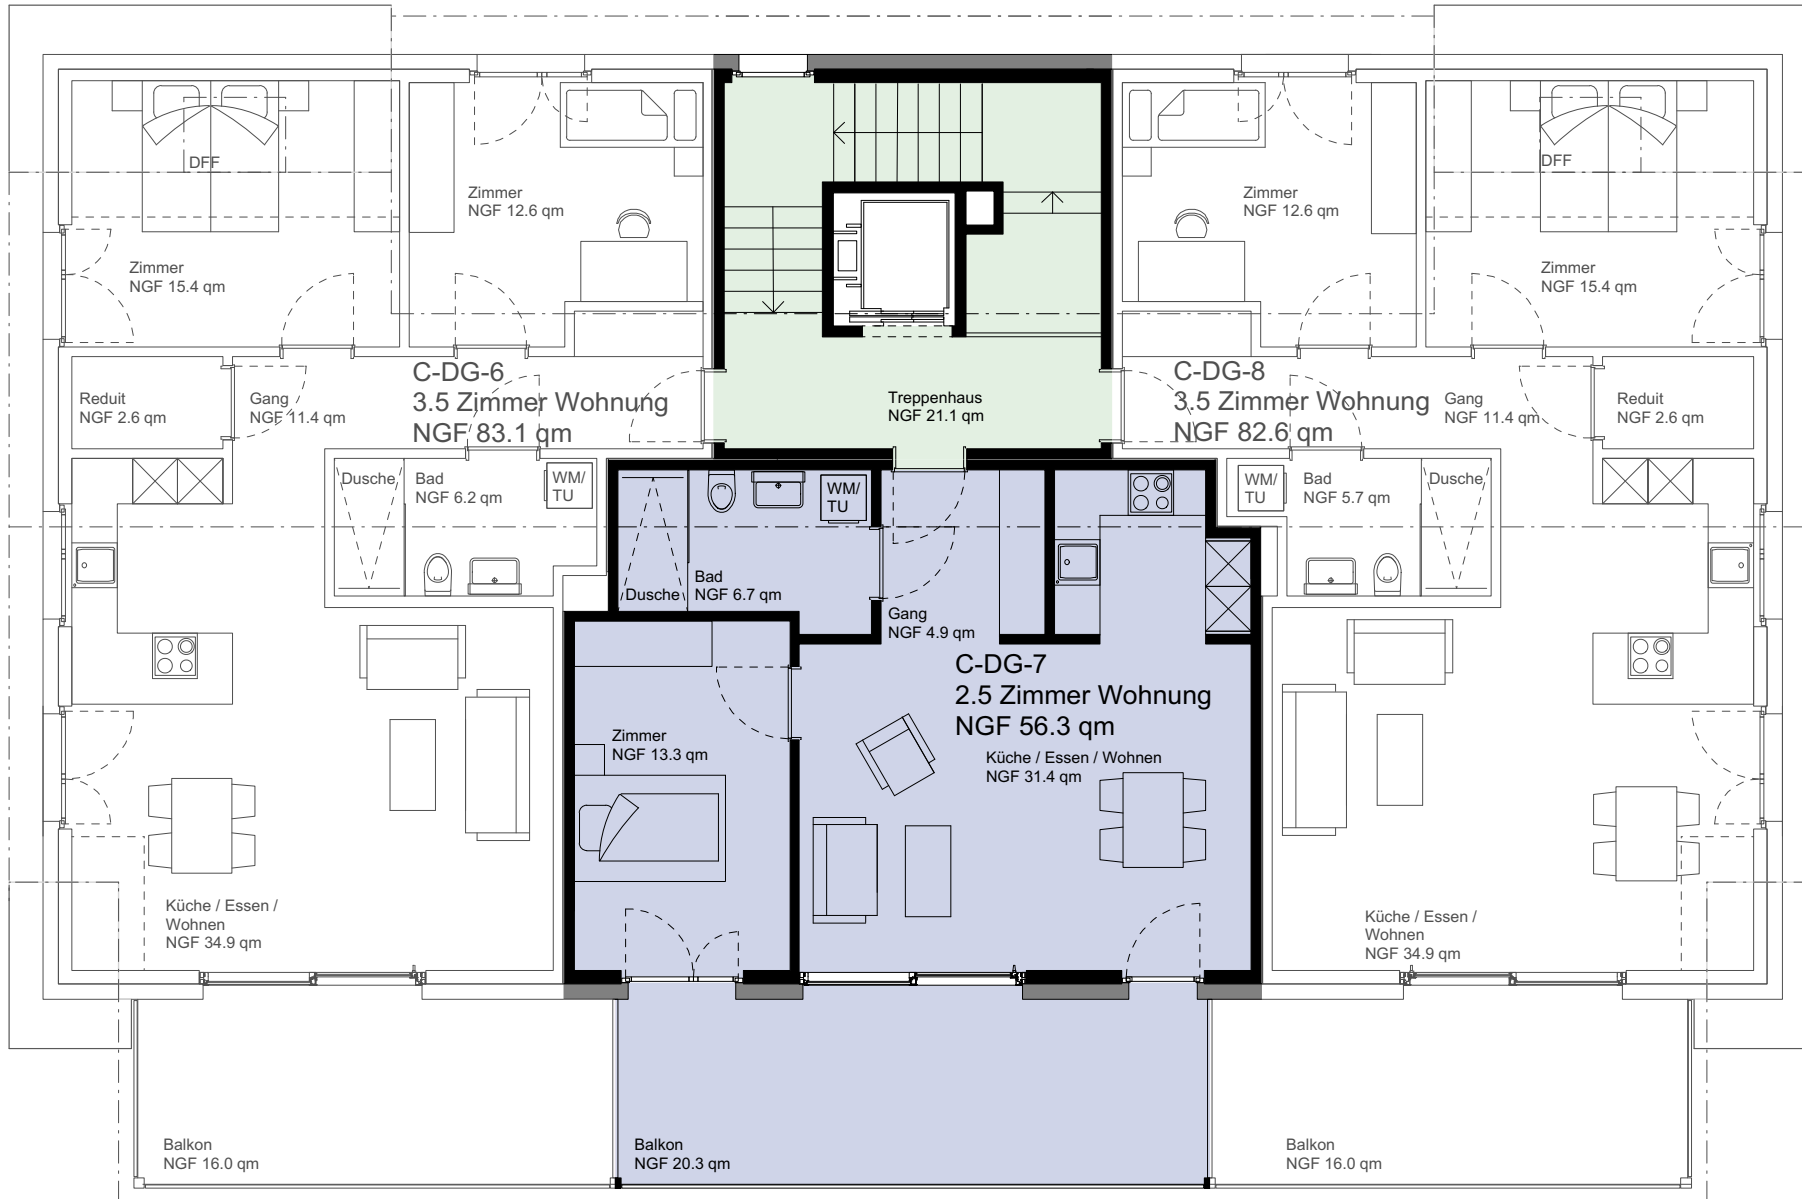 DFF
Zimmer
NGF 15.4 qm
Zimmer
NGF 12.6 qm
Zimmer
NGF 12.6 qm
DFF
Zimmer
NGF 15.4 qm
Reduit
NGF 2.6 qm
Gang
NGF 11.4 qm
C-DG-6
3.5 Zimmer Wohnung
NGF 83.1 qm
Treppenhaus
NGF 21.1 qm
C-DG-8
3.5 Zimmer Wohnung
NGF 82.6 qm
Gang
NGF 11.4 qm
Reduit
NGF 2.6 qm
Dusche
Bad
NGF 6.2 qm
WM/
TU
WM/
TU
WM/
TU
Bad
NGF 5.7 qm
Dusche
Dusche
Bad
NGF 6.7 qm
Gang
NGF 4.9 qm
C-DG-7
2.5 Zimmer Wohnung
NGF 56.3 qm
Zimmer
NGF 13.3 qm
Küche / Essen / Wohnen
NGF 31.4 qm
Küche / Essen /
Wohnen
NGF 34.9 qm
Küche / Essen /
Wohnen
NGF 34.9 qm
Balkon
NGF 16.0 qm
Balkon
NGF 20.3 qm
Balkon
NGF 16.0 qm